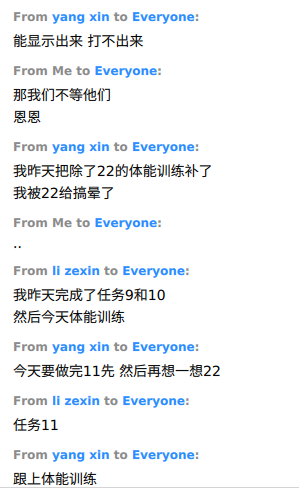 From yang xin to Everyone:
能显示出来 打不出来
From Me to Everyone:
那我们不等他们
恩恩
From yang xin to Everyone:
我昨天把除了22的体能训练补了
我被22给搞晕了
From Me to Everyone:
..
From li zexin to Everyone:
我昨天完成了任务9和10
然后今天体能训练
From yang xin to Everyone:
今天要做完11先 然后再想一想22
From li zexin to Everyone:
任务11
From yang xin to Everyone:
跟上体能训练